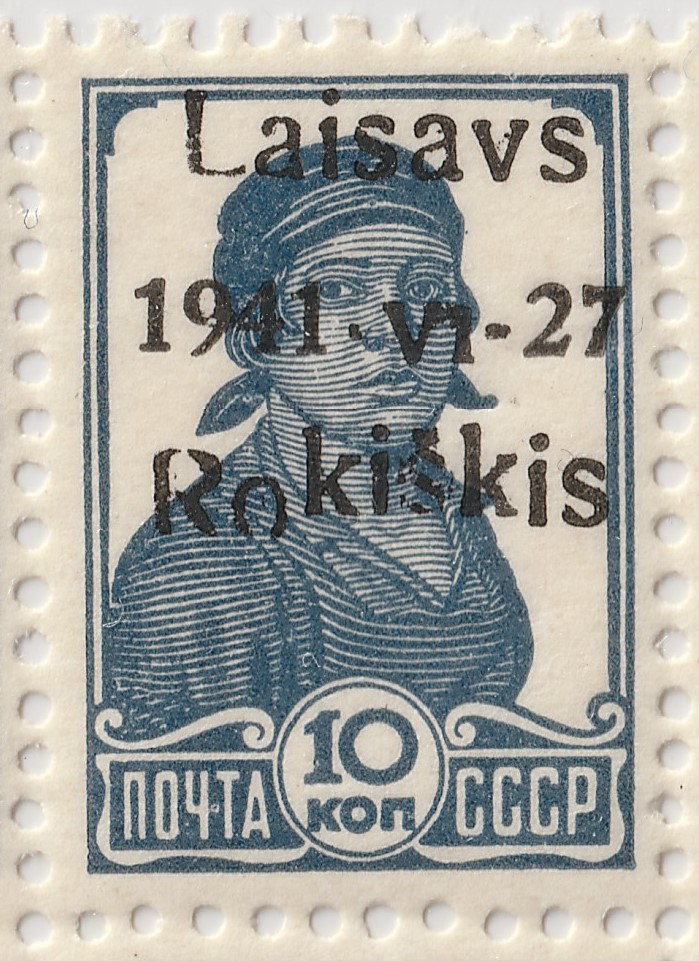 Laisavs
1941·VI-27
Rokiškis
10
КОП
ПОЧТА СССР